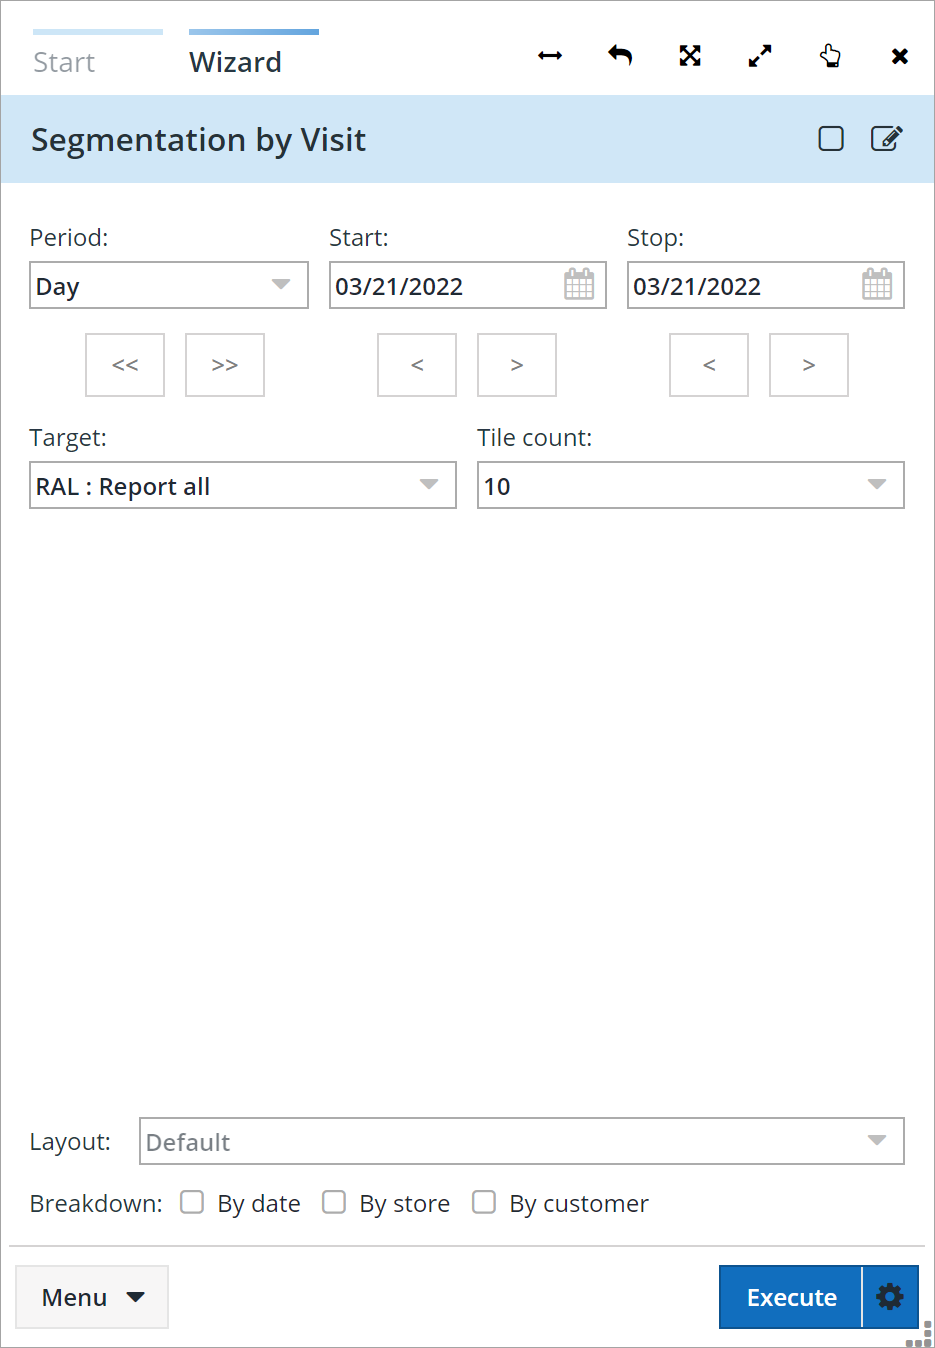 Start Wizard
Segmentation by Visit
Period: Start: Stop:
Day 03/21/2022 03/21/2022
<< >> < > < >
Target: Tile count:
RAL : Report all 10
Layout: Default
Breakdown: By date By store By customer
Menu Execute